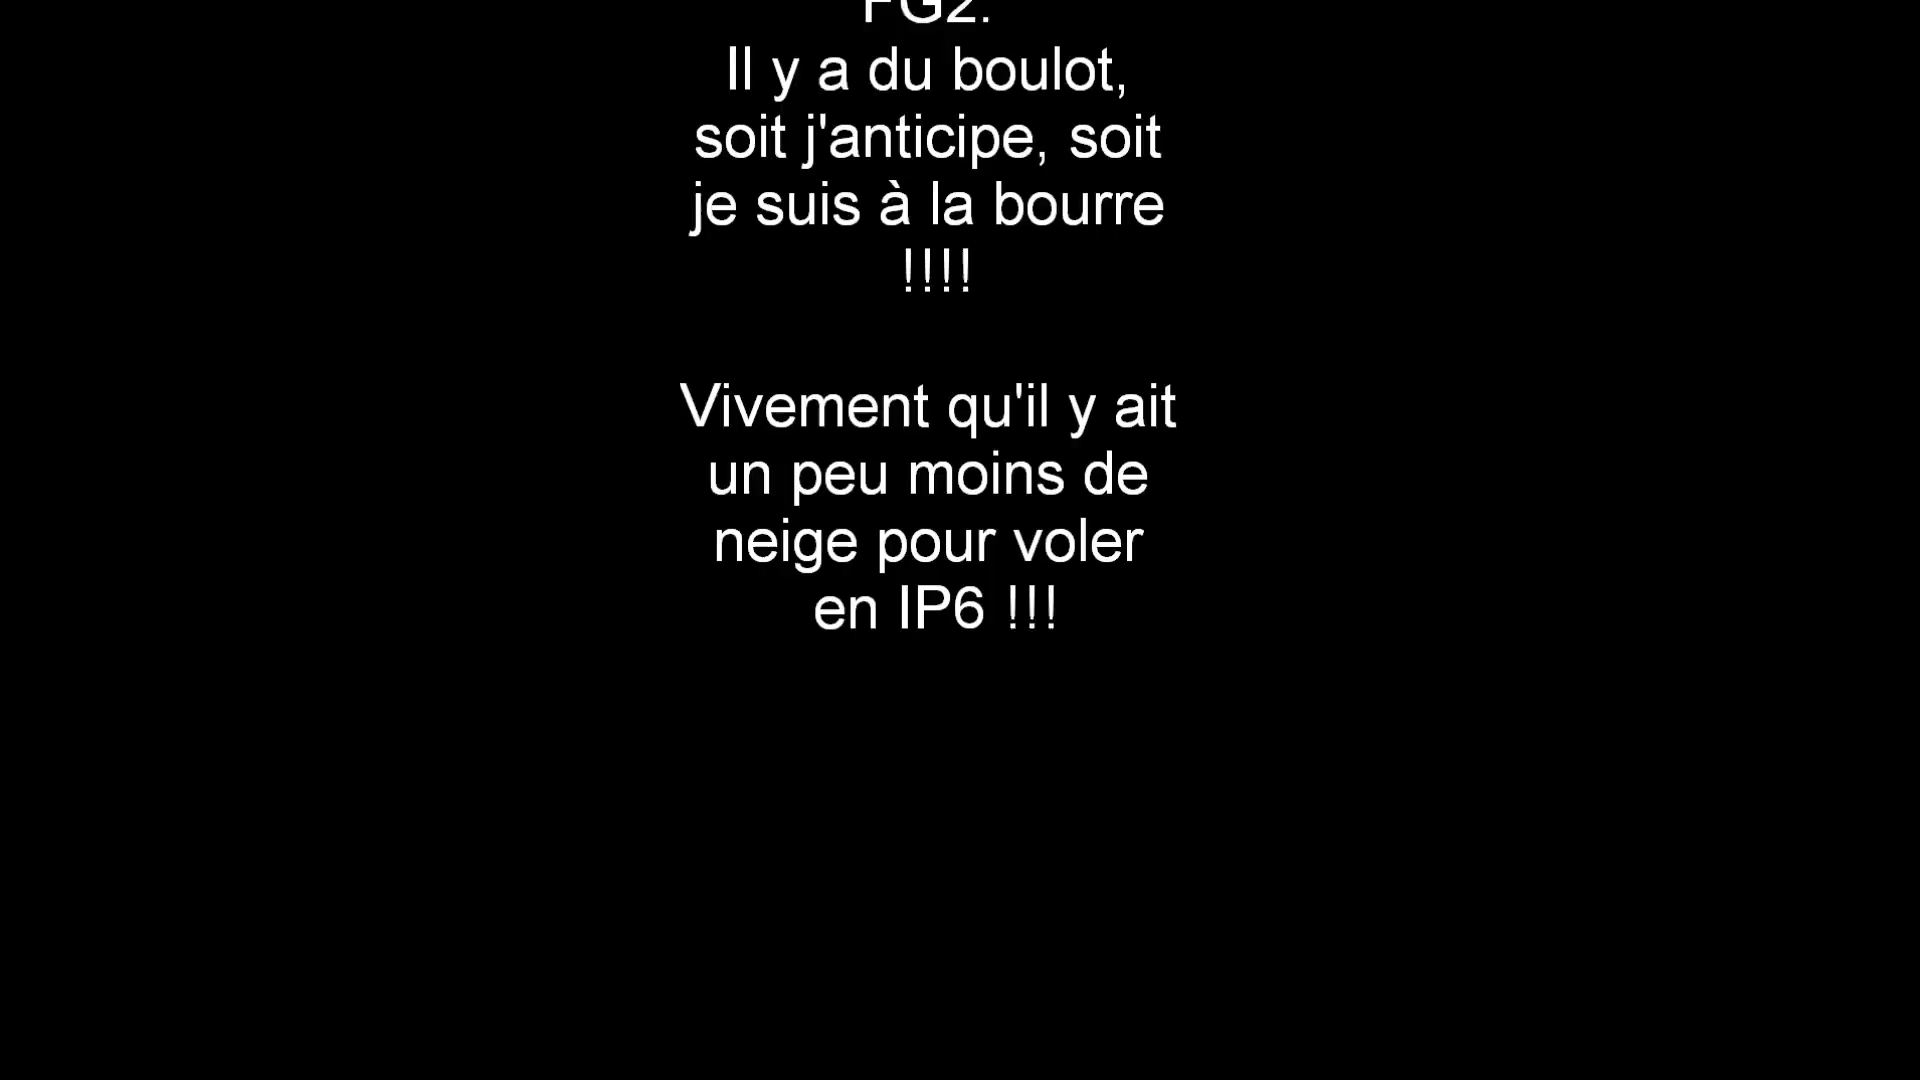 FG2.
Il y a du boulot,
soit j'anticipe, soit
je suis à la bourre
!!!!
Vivement qu'il y ait
un peu moins de
neige pour voler
en IP6 !!!